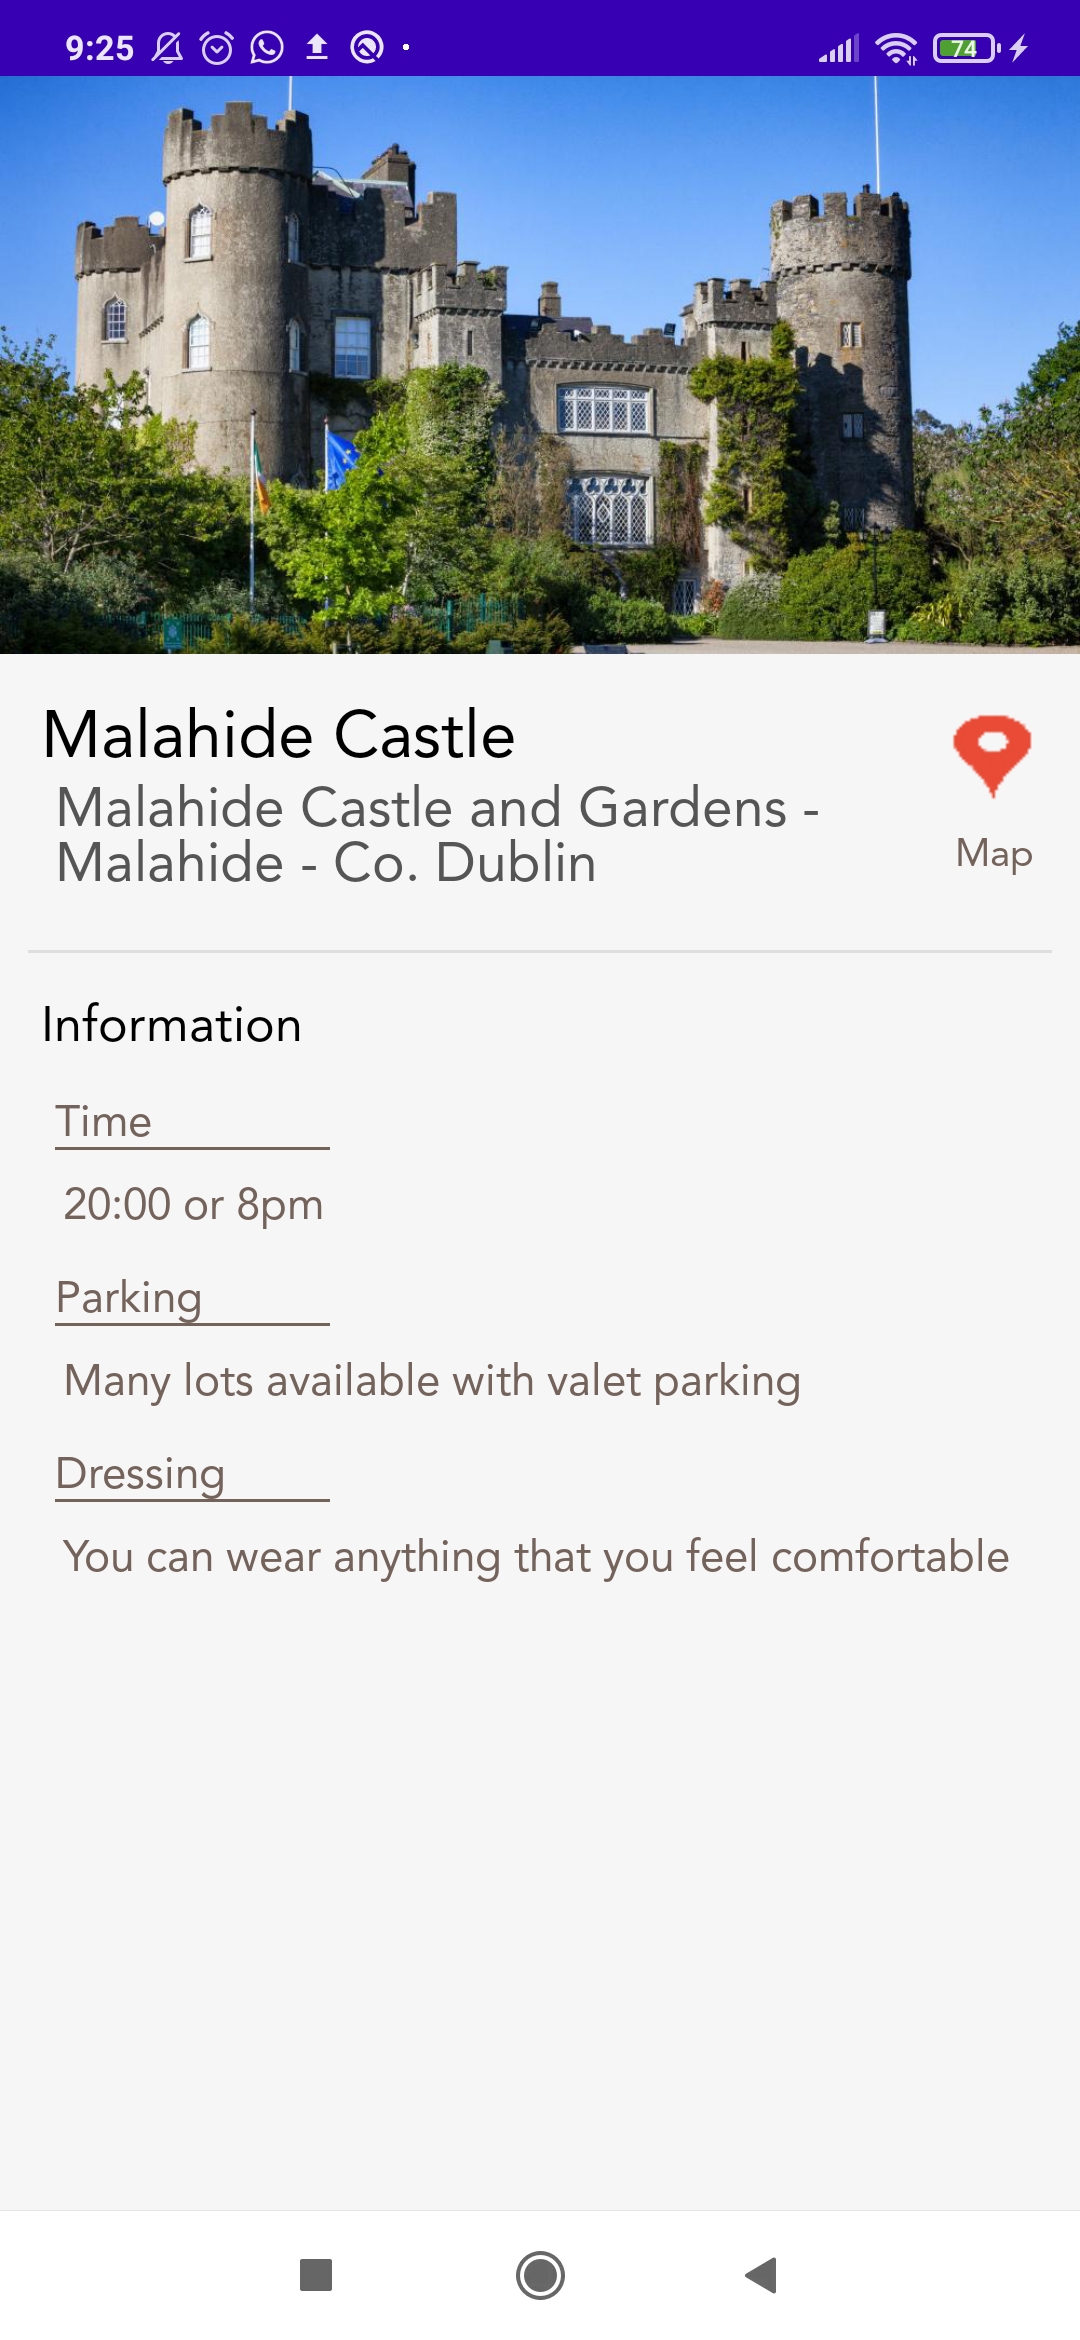 9:25
74
Malahide Castle
Malahide Castle and Gardens -
Malahide - Co. Dublin
Map
Information
Time
20:00 or 8pm
Parking
Many lots available with valet parking
Dressing
You can wear anything that you feel comfortable